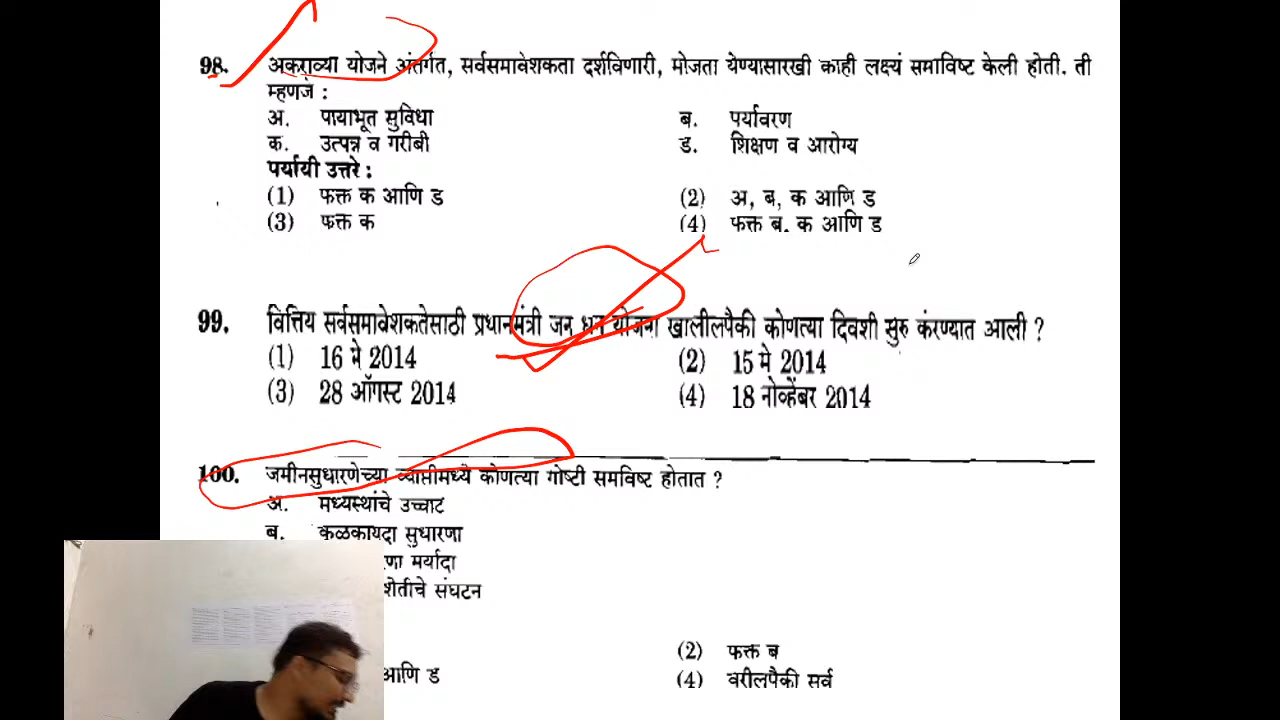 98. अकराव्या योजने अंतर्गत, सर्वसमावेशकता दर्शविणारी, मोजता येण्यासारखी काही लक्ष्यं समाविष्ट केली होती. ती
म्हणजे :
अ. पायाभूत सुविधा ब. पर्यावरण
क. उत्पन्न व गरीबी ड. शिक्षण व आरोग्य
पर्यायी उत्तरे :
(1) फक्त क आणि ड (2) अ, ब, क आणि ड
(3) फक्त क (4) फक्त ब, क आणि ड
99. वित्तिय सर्वसमावेशकतेसाठी प्रधानमंत्री जन धन योजना खालीलपैकी कोणत्या दिवशी सुरु करंण्यात आली ?
(1) 16 मे 2014 (2) 15 मे 2014
(3) 28 ऑगस्ट 2014 (4) 18 नोव्हेंबर 2014
100. जमीनसुधारणेच्या व्याप्तीमध्ये कोणत्या गोष्टी समविष्ट होतात ?
अ. मध्यस्थांचे उच्चाट
ब. कळकायदा सुधारणा
णा मर्यादा
शेतीचे संघटन
(2) फक्त ब
आणि ड (4) वरीलपैकी सर्व